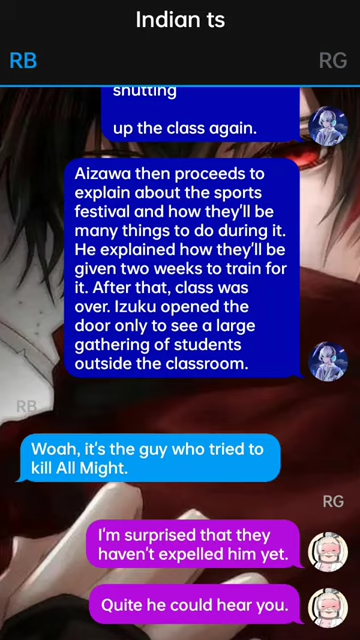 Indian ts
RB
RG
shutting
up the class again.
Aizawa then proceeds to
explain about the sports
festival and how they'll be
many things to do during it.
He explained how they'll be
given two weeks to train for
it. After that, class was
over. Izuku opened the
door only to see a large
gathering of students
outside the classroom.
RB
Woah, it's the guy who tried to
kill All Might.
RG
I'm surprised that they
haven't expelled him yet.
Quite he could hear you.